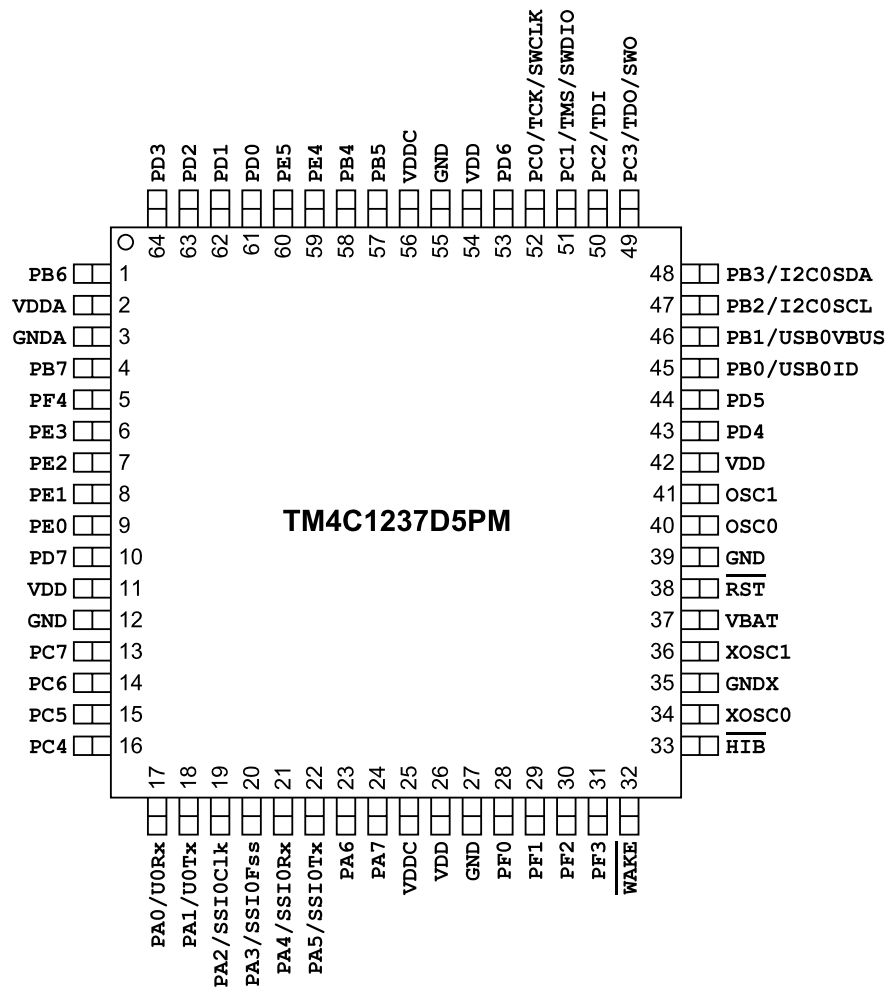 PD3
PD2
PD1
PD0
PE5
PE4
PB4
PB5
VDDC
GND
VDD
PD6
PC0/TCK/SWCLK
PC1/TMS/SWDIO
PC2/TDI
PC3/TDO/SWO
64
63
62
61
60
59
58
57
56
55
54
53
52
51
50
49
PB6 1
VDDA 2
GNDA 3
PB7 4
PF4 5
PE3 6
PE2 7
PE1 8
PE0 9
PD7 10
VDD 11
GND 12
PC7 13
PC6 14
PC5 15
PC4 16
TM4C1237D5PM
48 PB3/I2C0SDA
47 PB2/I2C0SCL
46 PB1/USB0VBUS
45 PB0/USB0ID
44 PD5
43 PD4
42 VDD
41 OSC1
40 OSC0
39 GND
38 RST
37 VBAT
36 XOSC1
35 GNDX
34 XOSC0
33 HIB
17
18
19
20
21
22
23
24
25
26
27
28
29
30
31
32
PA0/U0Rx
PA1/U0Tx
PA2/SSI0Clk
PA3/SSI0Fss
PA4/SSI0Rx
PA5/SSI0Tx
PA6
PA7
VDDC
VDD
GND
PF0
PF1
PF2
PF3
WAKE